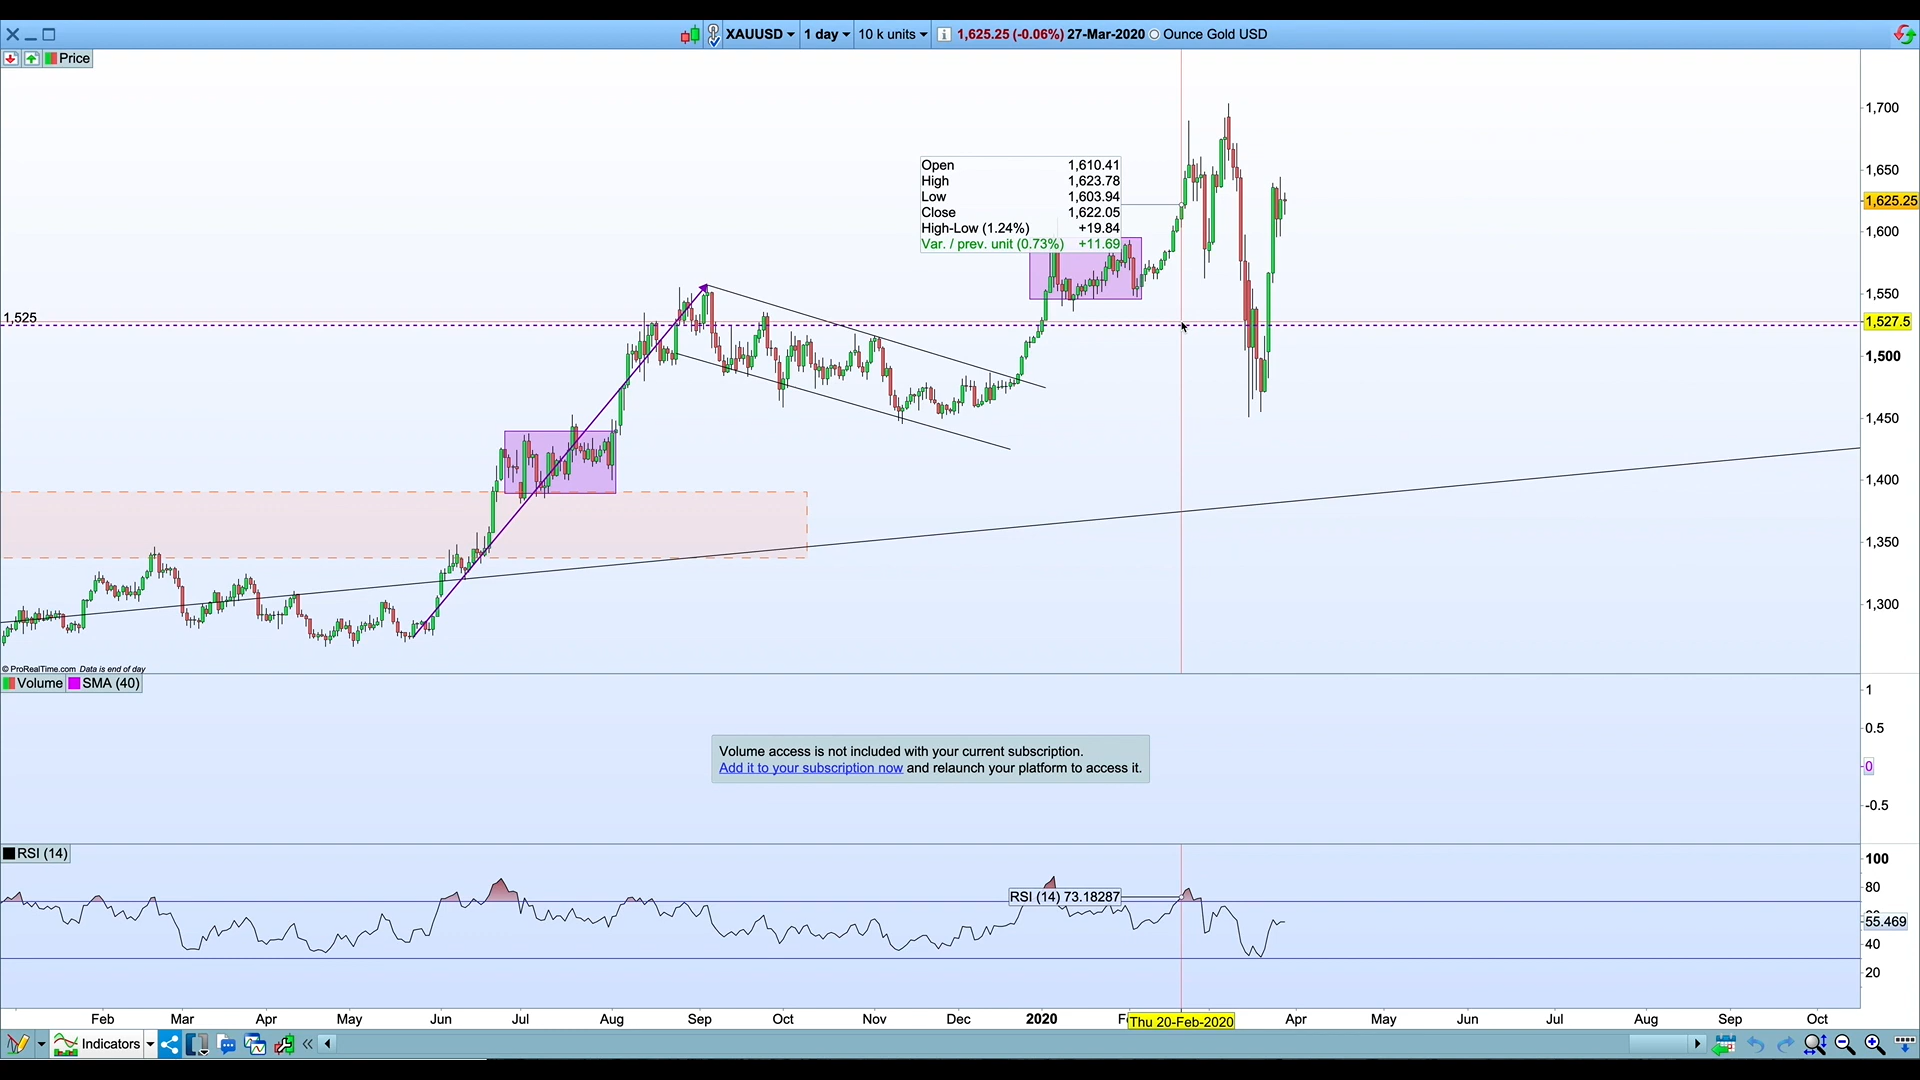 XAUUSD 1 day 10 k units 1,625.25 (-0.06%) 27-Mar-2020 Ounce Gold USD
Price
1,700
Open 1,610.41
High 1,623.78
Low 1,603.94
Close 1,622.05
High-Low (1.24%) +19.84
Var. / prev. unit (0.73%) +11.69
1,650
1,625.25
1,600
1,550
1,525
1,527.5
1,500
1,450
1,400
1,350
1,300
© ProRealTime.com Data is end of day
Volume SMA (40)
1
0.5
0
-0.5
Volume access is not included with your current subscription.
Add it to your subscription now and relaunch your platform to access it.
RSI (14)
100
80
RSI (14) 73.18287
55.469
40
20
Feb Mar Apr May Jun Jul Aug Sep Oct Nov Dec 2020 Thu 20-Feb-2020 Apr May Jun Jul Aug Sep Oct
Indicators